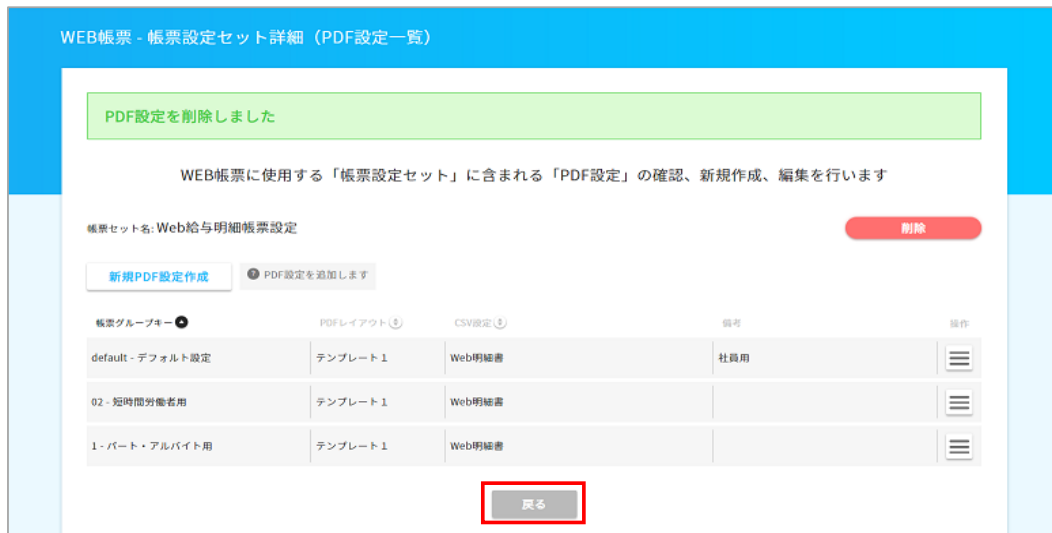 WEB帳票 - 帳票設定セット詳細（PDF設定一覧）
PDF設定を削除しました
WEB帳票に使用する「帳票設定セット」に含まれる「PDF設定」の確認、新規作成、編集を行います
帳票セット名: Web給与明細帳票設定
削除
新規PDF設定作成 ? PDF設定を追加します
帳票グループキー PDFレイアウト CSV設定 備考 操作
default - デフォルト設定 テンプレート１ Web明細書 社員用
02 - 短時間労働者用 テンプレート１ Web明細書
1 - パート・アルバイト用 テンプレート１ Web明細書
戻る